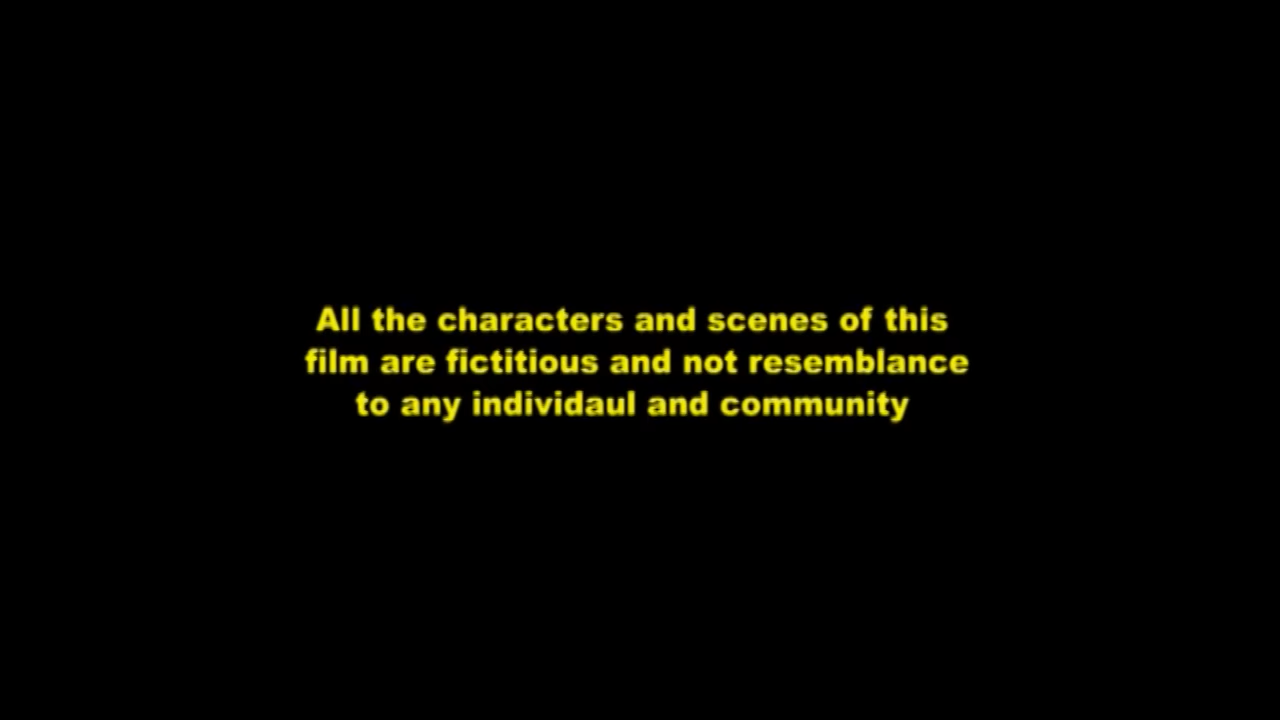 All the characters and scenes of this
film are fictitious and not resemblance
to any individaul and community